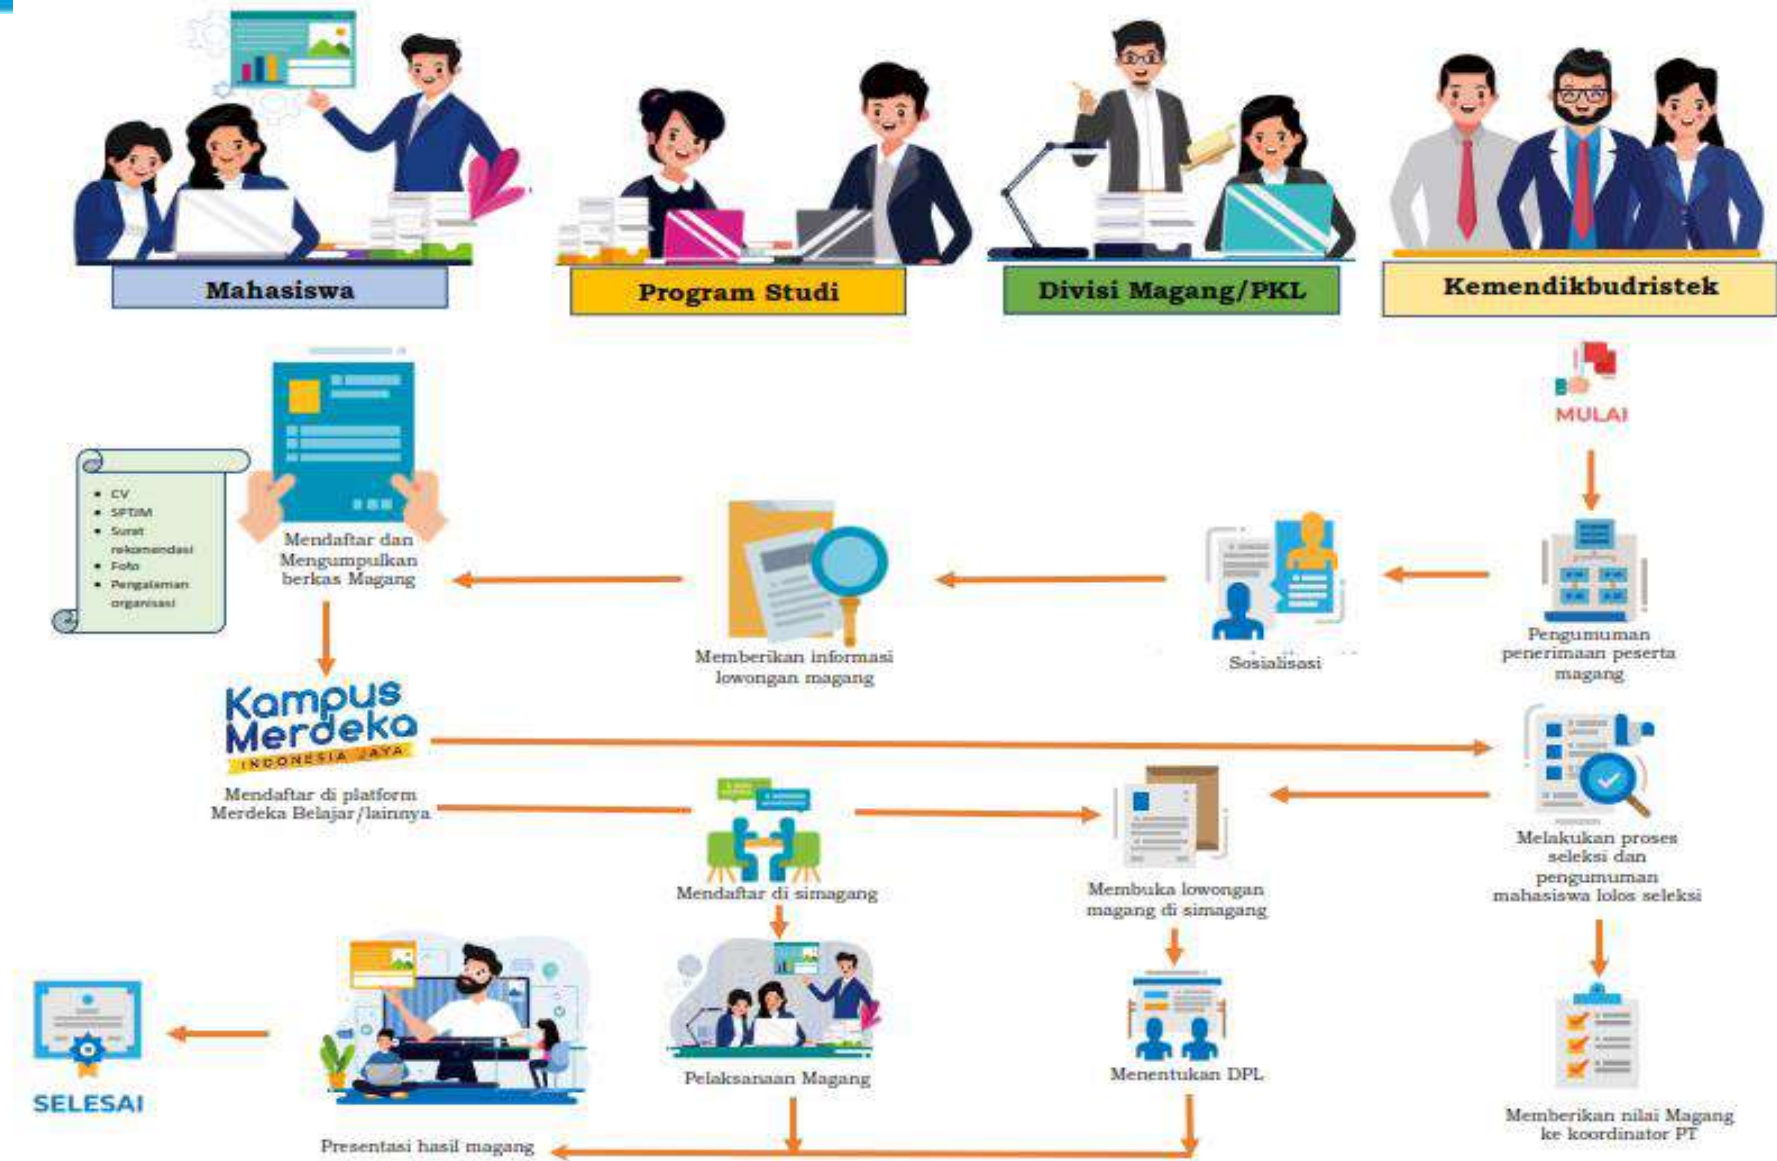 Mahasiswa
Program Studi
Divisi Magang/PKL
Kemendikbudristek
MULAI
CV
SPTJM
Surat
rekomendasi
Foto
Pengalaman
organisasi
Mendaftar dan
Mengumpulkan
berkas Magang
Memberikan informasi
lowongan magang
Sosialisasi
Pengumuman
penerimaan peserta
magang
Kampus
Merdeka
INDONESIA JAYA
Mendaftar di platform
Merdeka Belajar/lainnya
Mendaftar di simagang
Membuka lowongan
magang di simagang
Melakukan proses
seleksi dan
pengumuman
mahasiswa lolos seleksi
SELESAI
Presentasi hasil magang
Pelaksanaan Magang
Menentukan DPL
Memberikan nilai Magang
ke koordinator PT